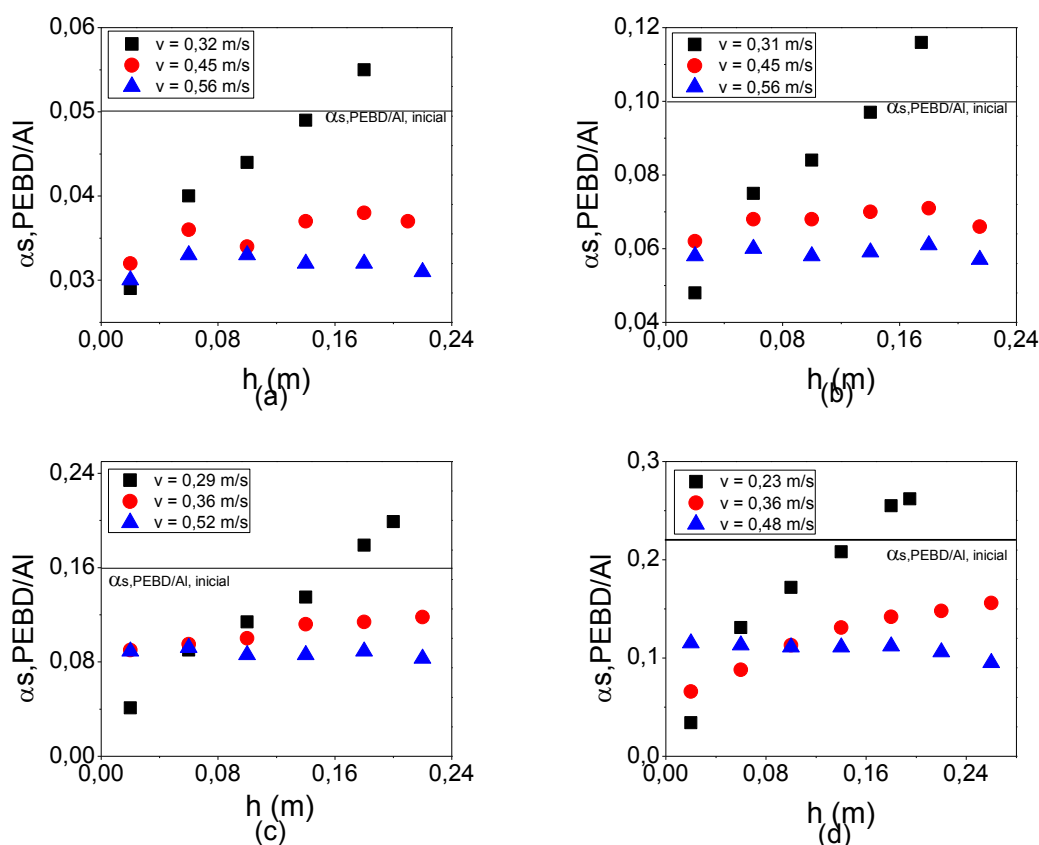 (a)
αs,PEBD/Al
0,06
0,05
0,04
0,03
v = 0,32 m/s
v = 0,45 m/s
v = 0,56 m/s
αs,PEBD/Al, inicial
0,00 0,08 0,16 0,24
h (m)
(b)
αs,PEBD/Al
0,12
0,10
0,08
0,06
0,04
v = 0,31 m/s
v = 0,45 m/s
v = 0,56 m/s
αs,PEBD/Al, inicial
0,00 0,08 0,16 0,24
h (m)
(c)
αs,PEBD/Al
0,24
0,16
0,08
0,00
v = 0,29 m/s
v = 0,36 m/s
v = 0,52 m/s
αs,PEBD/Al, inicial
0,00 0,08 0,16 0,24
h (m)
(d)
αs,PEBD/Al
0,3
0,2
0,1
0,0
v = 0,23 m/s
v = 0,36 m/s
v = 0,48 m/s
αs,PEBD/Al, inicial
0,00 0,08 0,16 0,24
h (m)